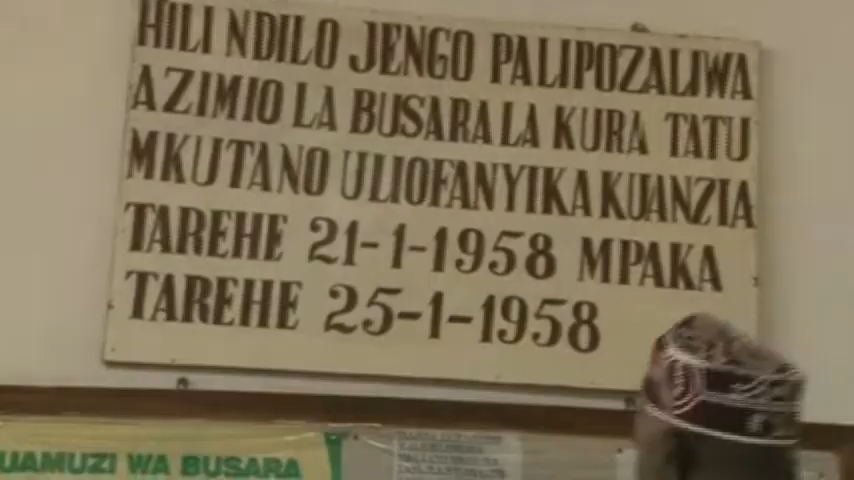 HILI NDILO JENGO PALIPOZALIWA
AZIMIO LA BUSARA LA KURA TATU
MKUTANO ULIOFANYIKA KUANZIA
TAREHE 21-1-1958 MPAKA
TAREHE 25-1-1958
UAMUZI WA BUSARA